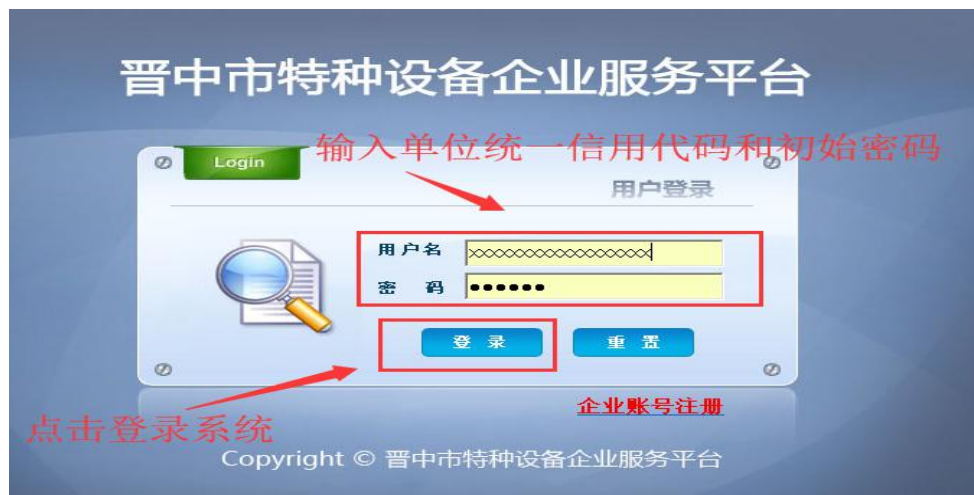 晋中市特种设备企业服务平台
输入单位统一信用代码和初始密码
Login
用户登录
用户名 xxxxxxxxxxxxxxxxxx
密 码 ●●●●●●
登 录 重 置
企业账号注册
点击登录系统
Copyright © 晋中市特种设备企业服务平台